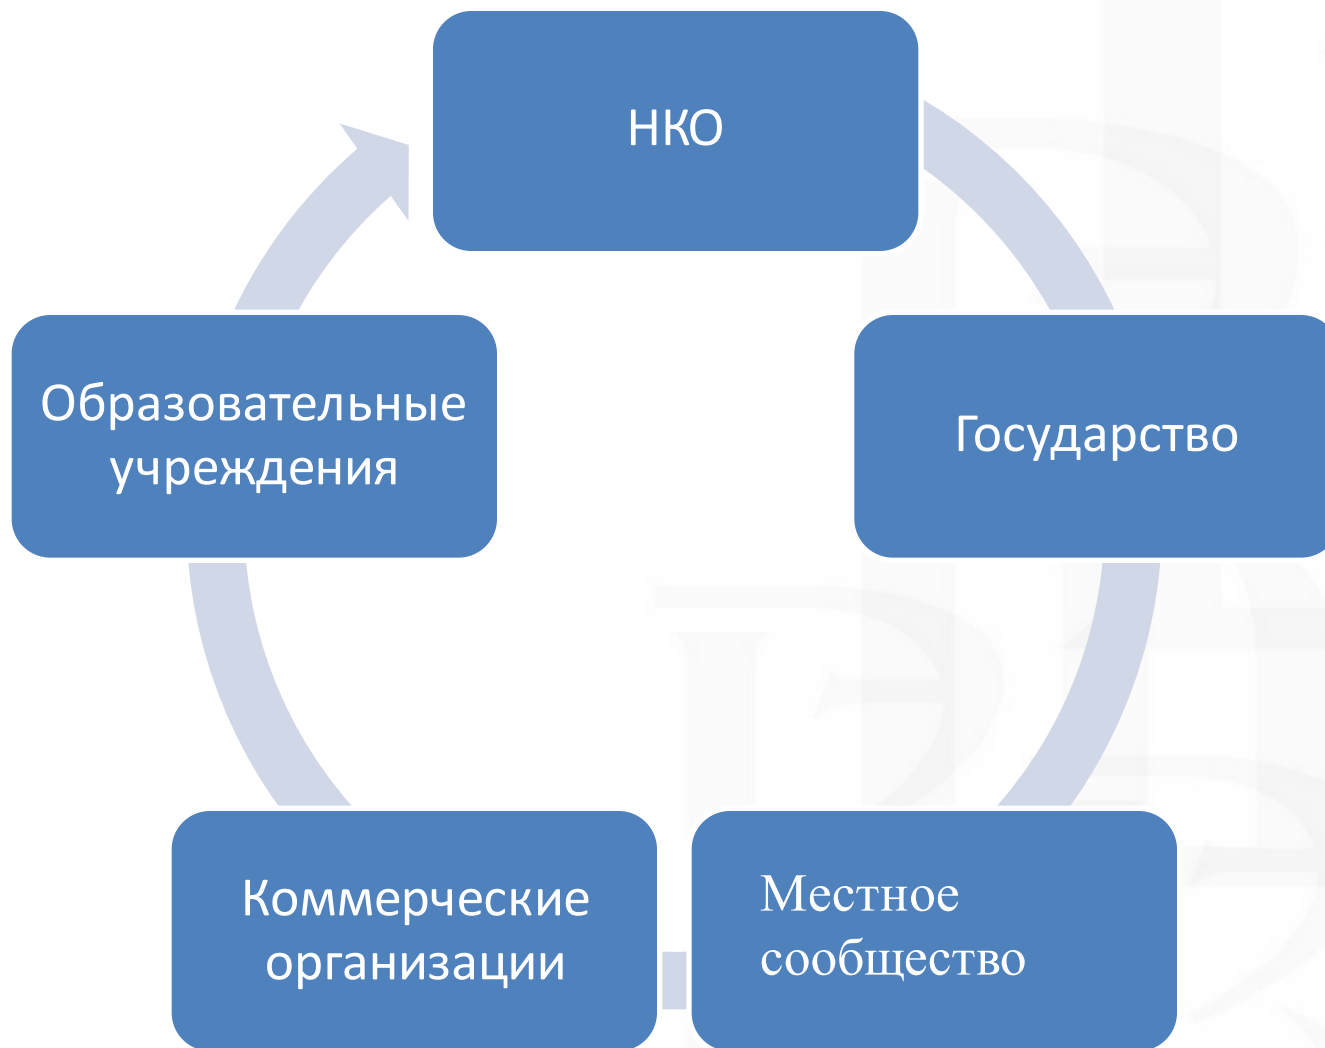 НКО
Государство
Местное
сообщество
Коммерческие
организации
Образовательные
учреждения